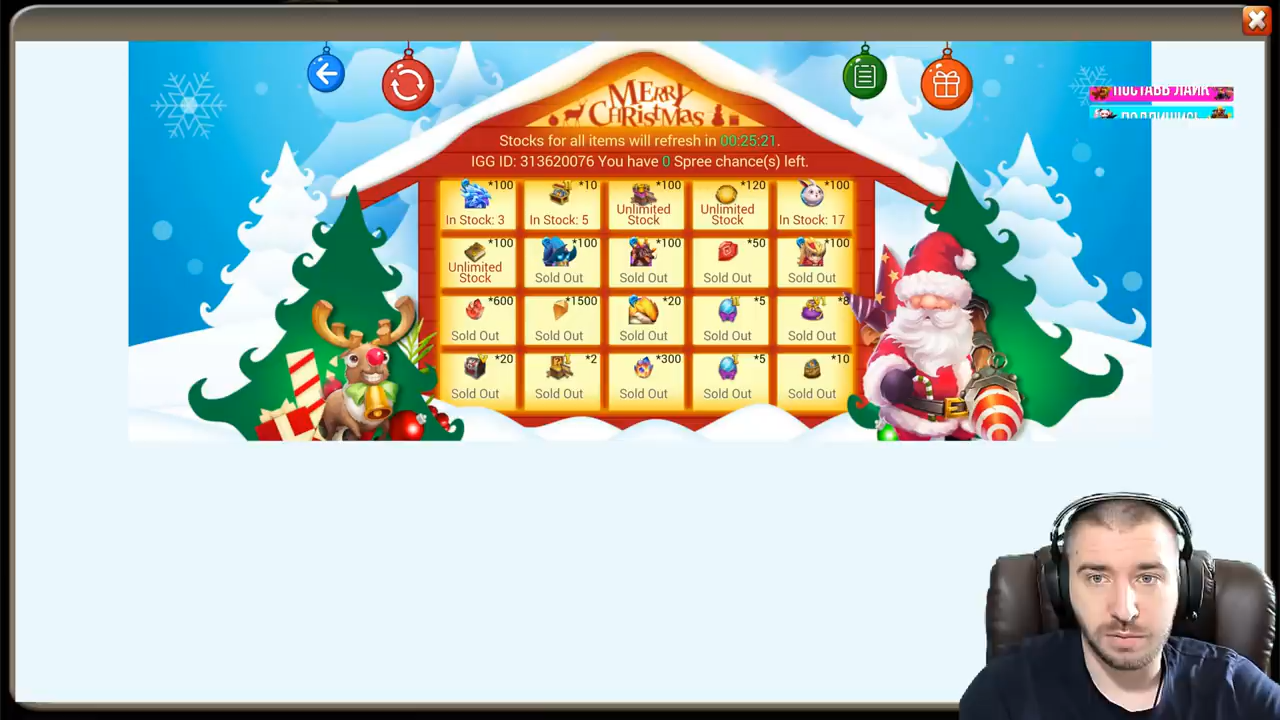 MERRY
CHRISTMAS
Stocks for all items will refresh in 00:25:21.
IGG ID: 313620076 You have 0 Spree chance(s) left.
ПОСТАВЬ ЛАЙК
ПОДПИШИСЬ
*100 *10 *100 *120 *100
In Stock: 3 In Stock: 5 Unlimited Stock Unlimited Stock In Stock: 17
*100 *100 *100 *50 *100
Unlimited Stock Sold Out Sold Out Sold Out Sold Out
*600 *1500 *20 *5 *8
Sold Out Sold Out Sold Out Sold Out Sold Out
*20 *2 *300 *5 *10
Sold Out Sold Out Sold Out Sold Out Sold Out